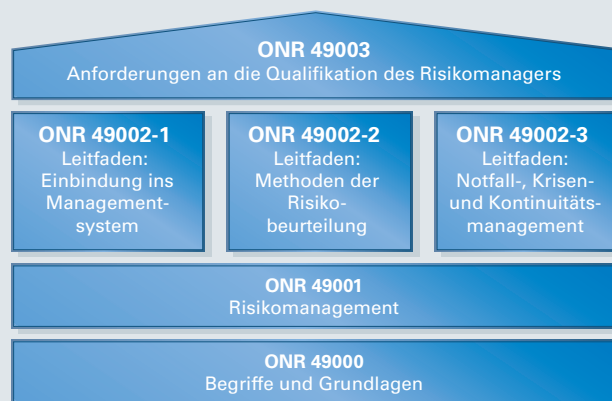 ONR 49003
Anforderungen an die Qualifikation des Risikomanagers
ONR 49002-1
Leitfaden:
Einbindung ins
Management-
system
ONR 49002-2
Leitfaden:
Methoden der
Risiko-
beurteilung
ONR 49002-3
Leitfaden:
Notfall-, Krisen-
und Kontinuitäts-
management
ONR 49001
Risikomanagement
ONR 49000
Begriffe und Grundlagen